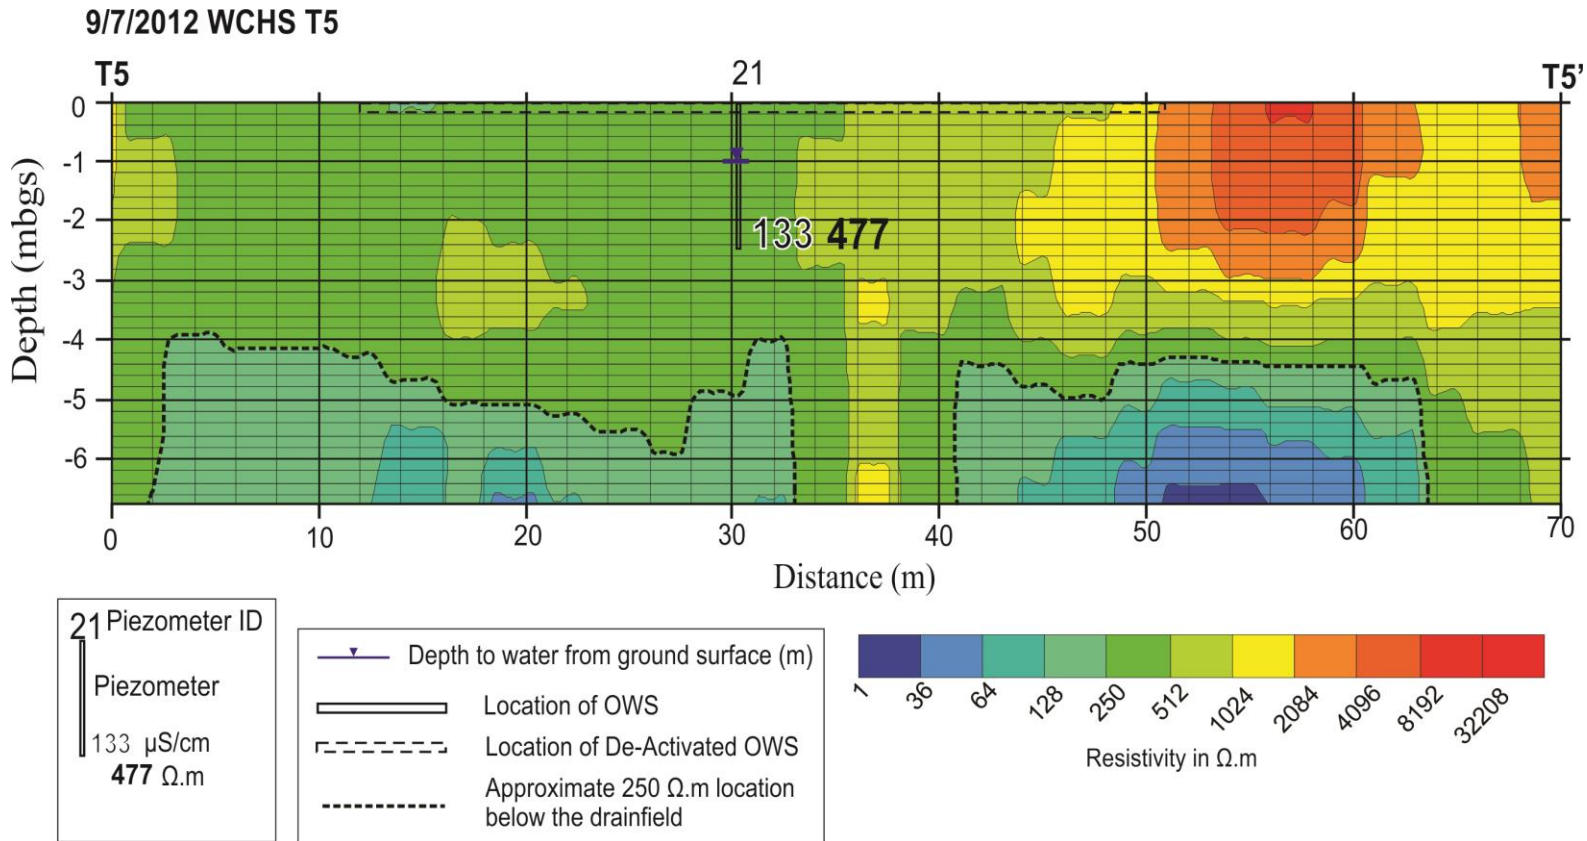 9/7/2012 WCHS T5
T5 21 T5'
0
-1
-2
-3
-4
-5
-6
Depth (mbgs)
133 477
0 10 20 30 40 50 60 70
Distance (m)
21 Piezometer ID
Piezometer
133 µS/cm
477 Ω.m
Depth to water from ground surface (m)
Location of OWS
Location of De-Activated OWS
Approximate 250 Ω.m location
below the drainfield
1 36 64 128 250 512 1024 2084 4096 8192 32208
Resistivity in Ω.m